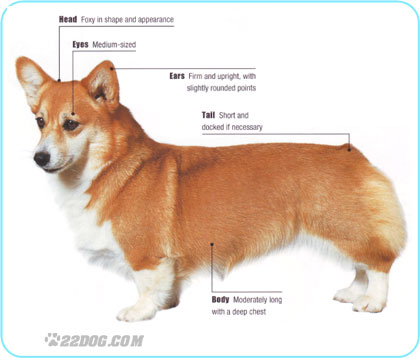 Head Foxy in shape and appearance
Eyes Medium-sized
Ears Firm and upright, with
slightly rounded points
Tail Short and
docked if necessary
Body Moderately long
with a deep chest
22DOG.COM